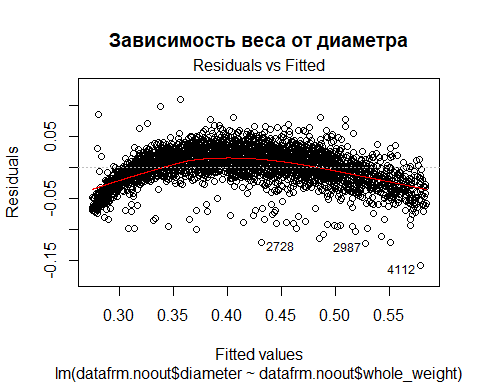 Зависимость веса от диаметра
Residuals vs Fitted
Residuals
0.05
-0.05
-0.15
2728
2987
4112
0.30 0.35 0.40 0.45 0.50 0.55
Fitted values
lm(datafrm.noout$diameter ~ datafrm.noout$whole_weight)